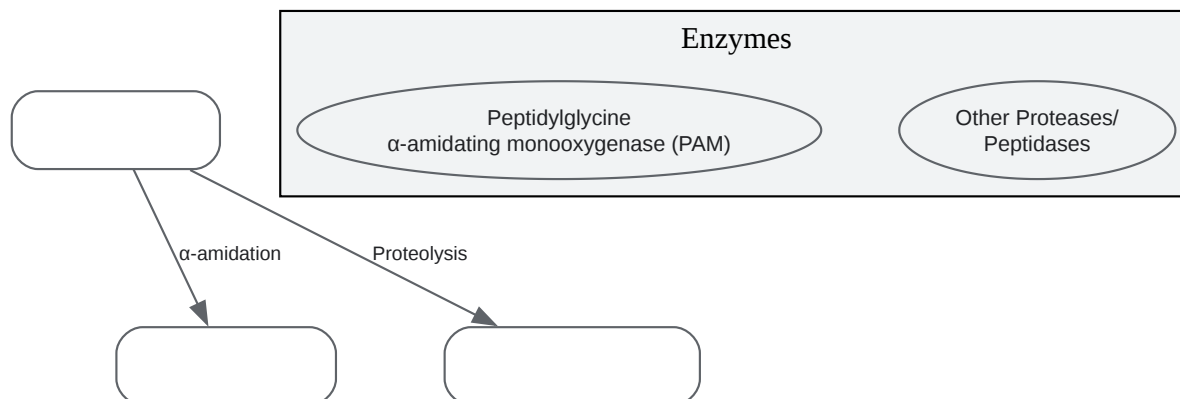 Enzymes
Peptidylglycine
α-amidating monooxygenase (PAM)
Other Proteases/
Peptidases
α-amidation
Proteolysis